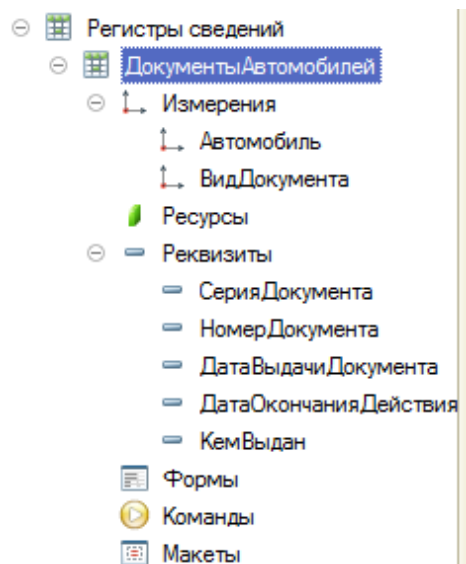 Регистры сведений
ДокументыАвтомобилей
Измерения
Автомобиль
ВидДокумента
Ресурсы
Реквизиты
СерияДокумента
НомерДокумента
ДатаВыдачиДокумента
ДатаОкончанияДействия
КемВыдан
Формы
Команды
Макеты